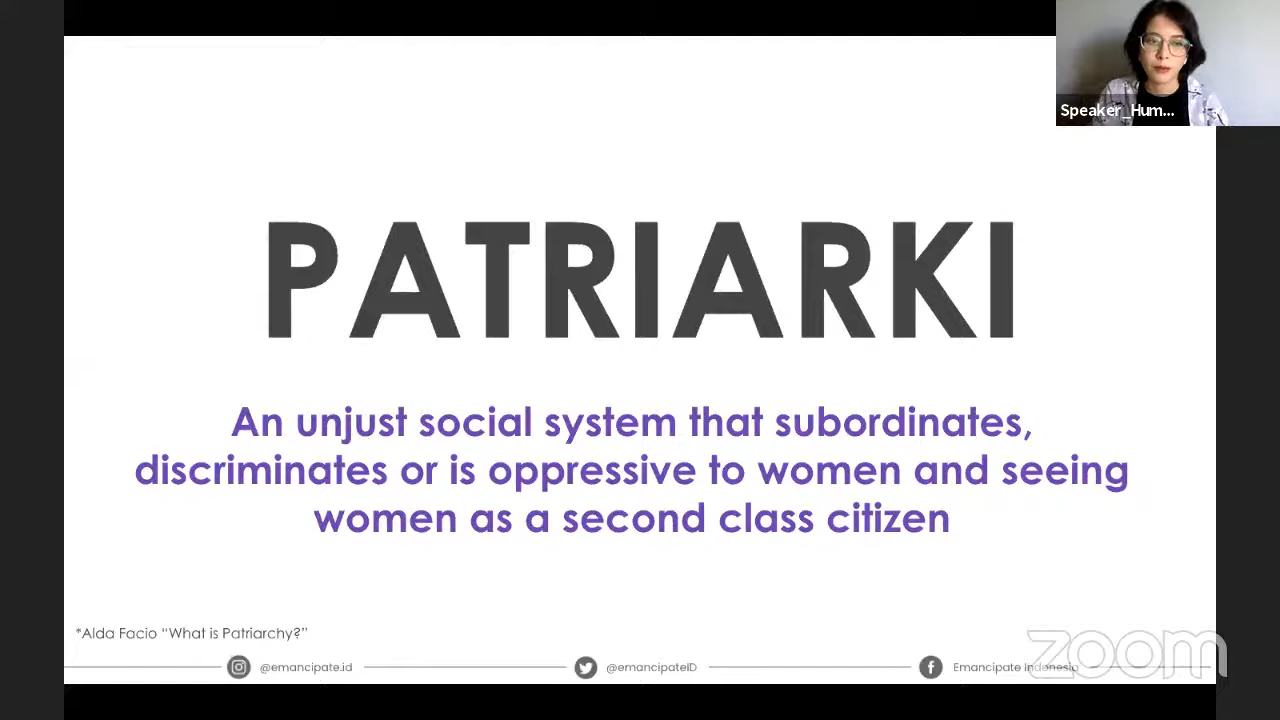 Speaker_Hum...
PATRIARKI
An unjust social system that subordinates,
discriminates or is oppressive to women and seeing
women as a second class citizen
*Alda Facio “What is Patriarchy?”
@emancipate.id
@emancipateID
Emancipate Indonesia
zoom